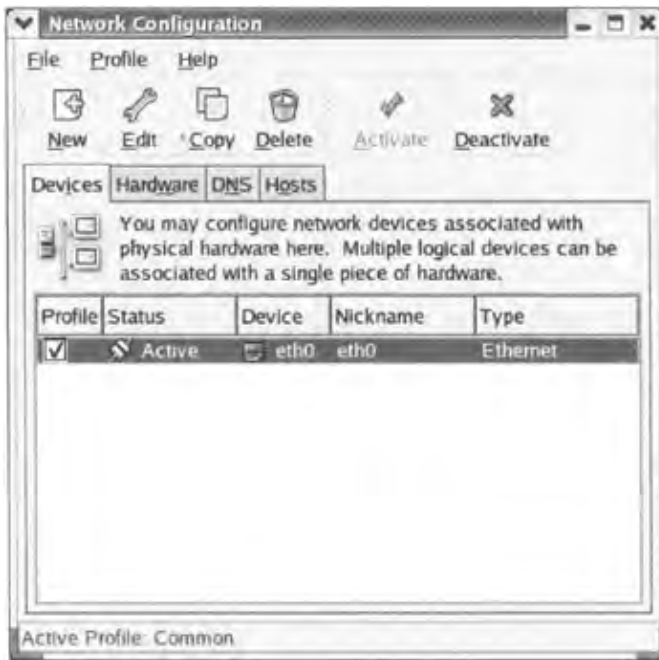 Network Configuration
File Profile Help
New Edit Copy Delete Activate Deactivate
Devices Hardware DNS Hosts
You may configure network devices associated with
physical hardware here. Multiple logical devices can be
associated with a single piece of hardware.
Profile Status Device Nickname Type
Active eth0 eth0 Ethernet
Active Profile: Common